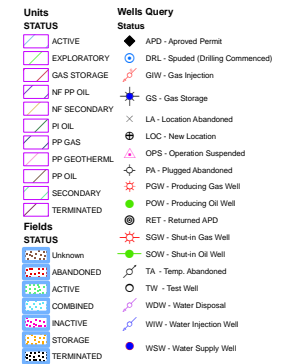 Units
STATUS
ACTIVE
EXPLORATORY
GAS STORAGE
NF PP OIL
NF SECONDARY
PI OIL
PP GAS
PP GEOTHERML
PP OIL
SECONDARY
TERMINATED
Fields
STATUS
Unknown
ABANDONED
ACTIVE
COMBINED
INACTIVE
STORAGE
TERMINATED
Wells Query
Status
APD - Aproved Permit
DRL - Spuded (Drilling Commenced)
GIW - Gas Injection
GS - Gas Storage
LA - Location Abandoned
LOC - New Location
OPS - Operation Suspended
PA - Plugged Abandoned
PGW - Producing Gas Well
POW - Producing Oil Well
RET - Returned APD
SGW - Shut-in Gas Well
SOW - Shut-in Oil Well
TA - Temp. Abandoned
TW - Test Well
WDW - Water Disposal
WIW - Water Injection Well
WSW - Water Supply Well